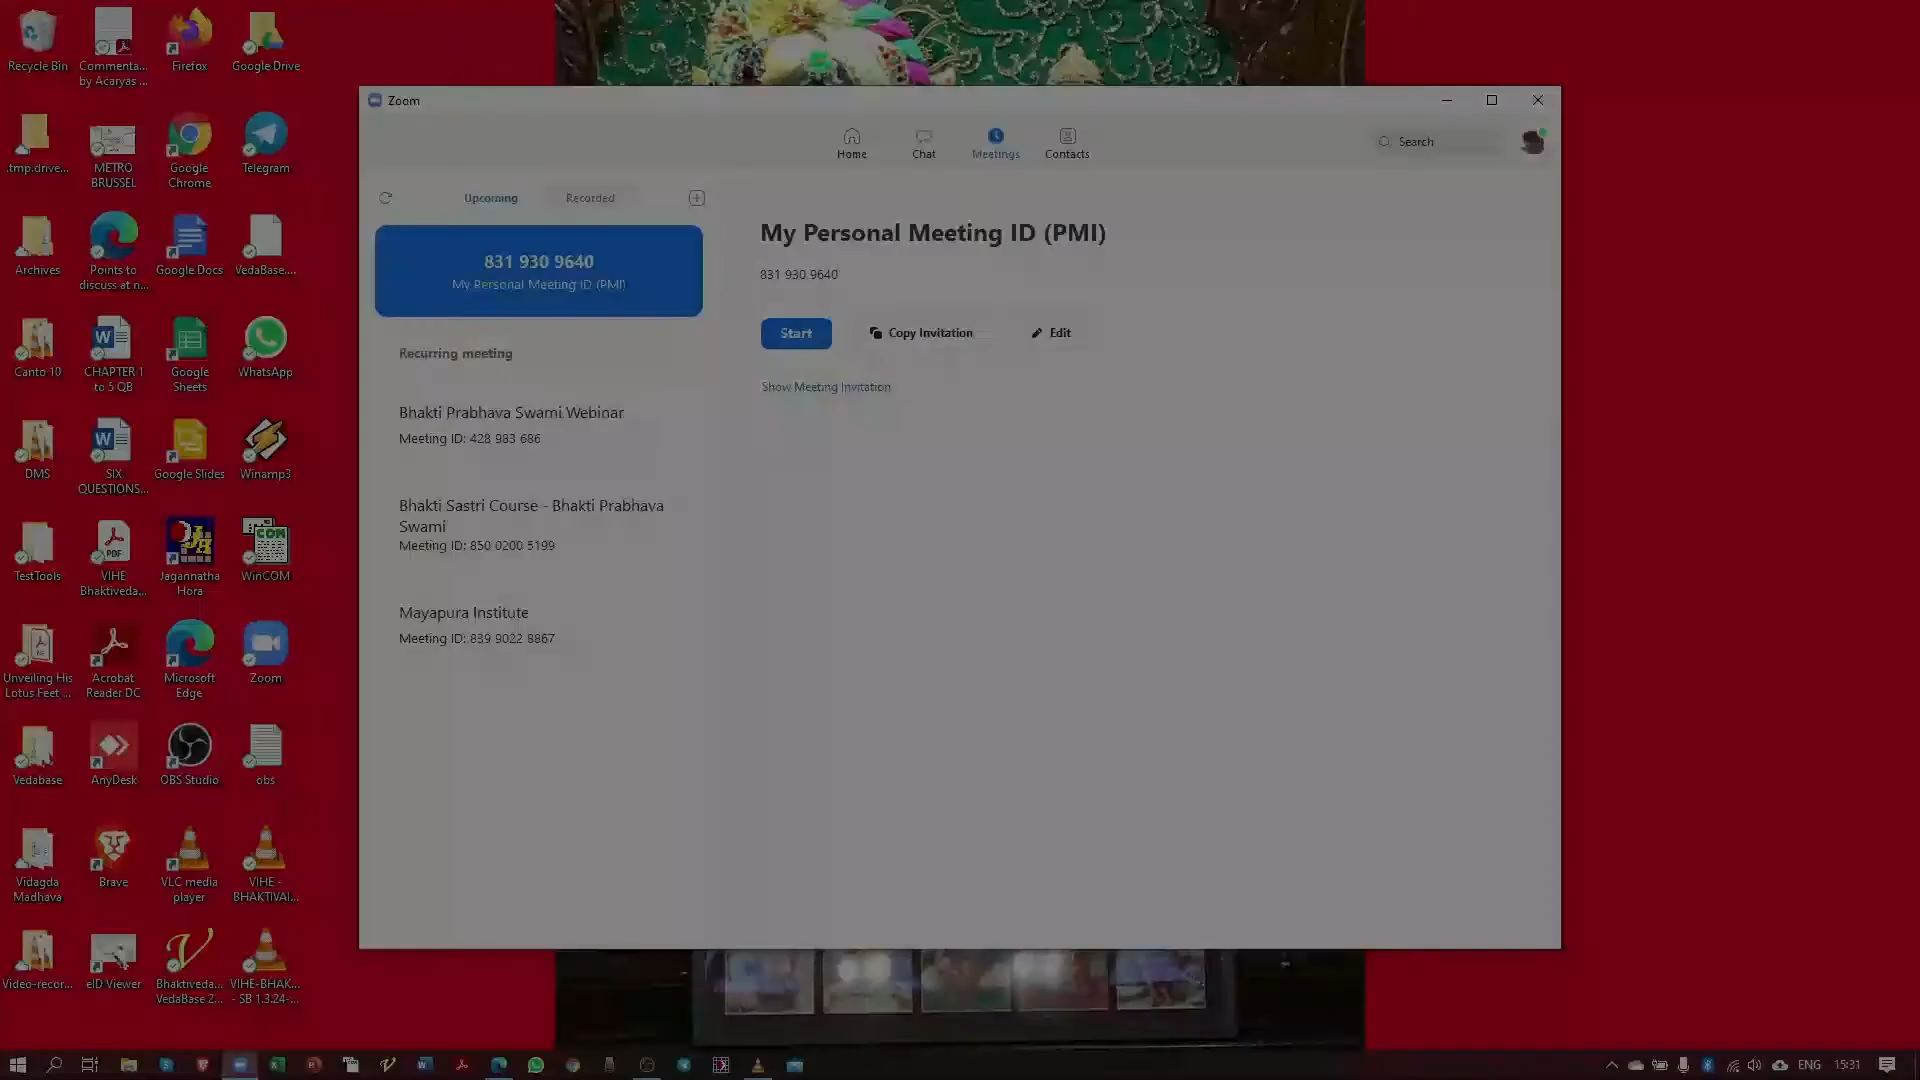 Recycle Bin
Commenta...
by Acaryas ...
Firefox
Google Drive
.tmp.drive...
METRO
BRUSSEL
Google
Chrome
Telegram
Archives
Points to
discuss at n...
Google Docs
VedaBase....
Canto 10
CHAPTER 1
to 5 QB
Google
Sheets
WhatsApp
DMS
SIX
QUESTIONS...
Google Slides
Winamp3
TestTools
VIHE
Bhaktiveda...
Jagannatha
Hora
WinCOM
Unveiling His
Lotus Feet ...
Acrobat
Reader DC
Microsoft
Edge
Zoom
Vedabase
AnyDesk
OBS Studio
obs
Vidagda
Madhava
Brave
VLC media
player
VIHE -
BHAKTIVAI...
Video-recor...
eID Viewer
Bhaktiveda...
VedaBase 2...
VIHE-BHAK...
- SB 1.3.24-...
Zoom
Home
Chat
Meetings
Contacts
Search
Upcoming
Recorded
831 930 9640
My Personal Meeting ID (PMI)
Recurring meeting
Bhakti Prabhava Swami Webinar
Meeting ID: 428 983 686
Bhakti Sastri Course - Bhakti Prabhava
Swami
Meeting ID: 850 0200 5199
Mayapura Institute
Meeting ID: 839 9022 8867
My Personal Meeting ID (PMI)
831 930 9640
Start
Copy Invitation
Edit
Show Meeting Invitation
ENG
15:31